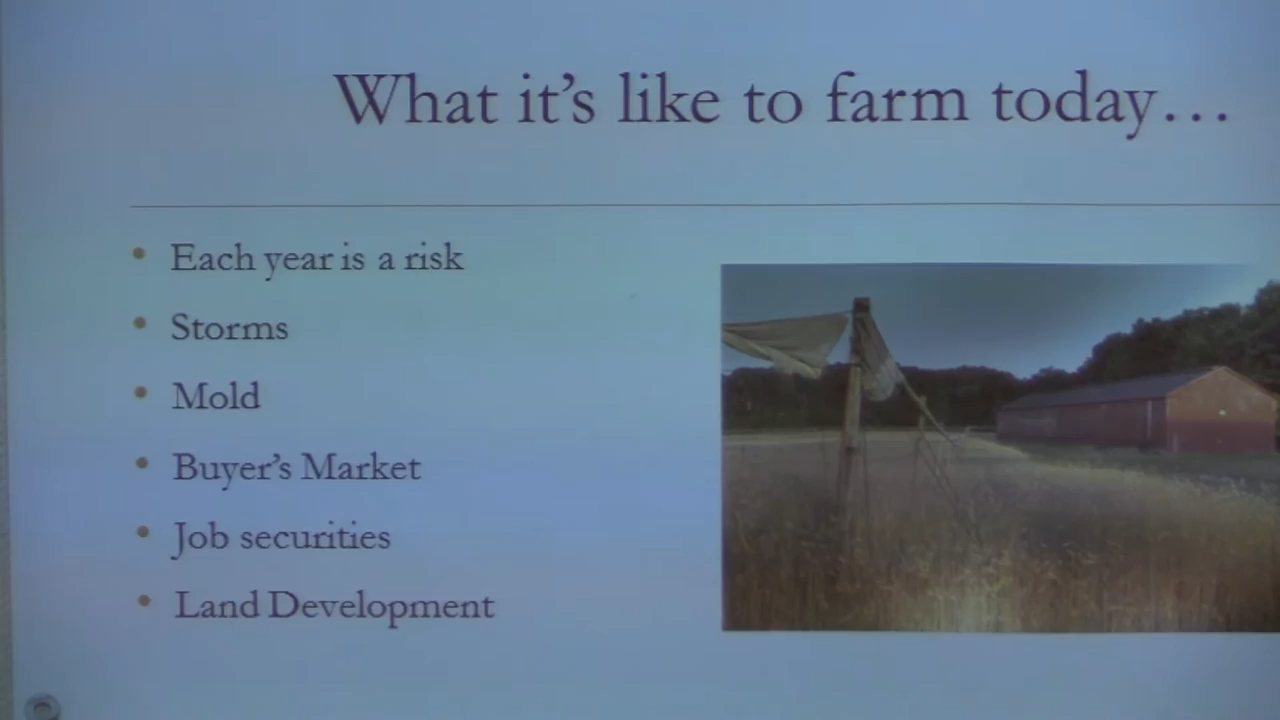 What it's like to farm today...
Each year is a risk
Storms
Mold
Buyer's Market
Job securities
Land Development